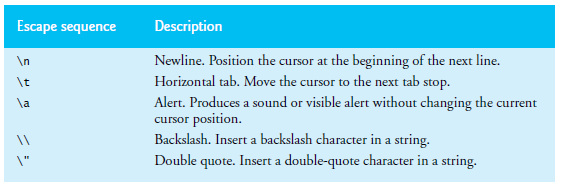 Escape sequence Description
\n Newline. Position the cursor at the beginning of the next line.
\t Horizontal tab. Move the cursor to the next tab stop.
\a Alert. Produces a sound or visible alert without changing the current
cursor position.
\\ Backslash. Insert a backslash character in a string.
\" Double quote. Insert a double-quote character in a string.